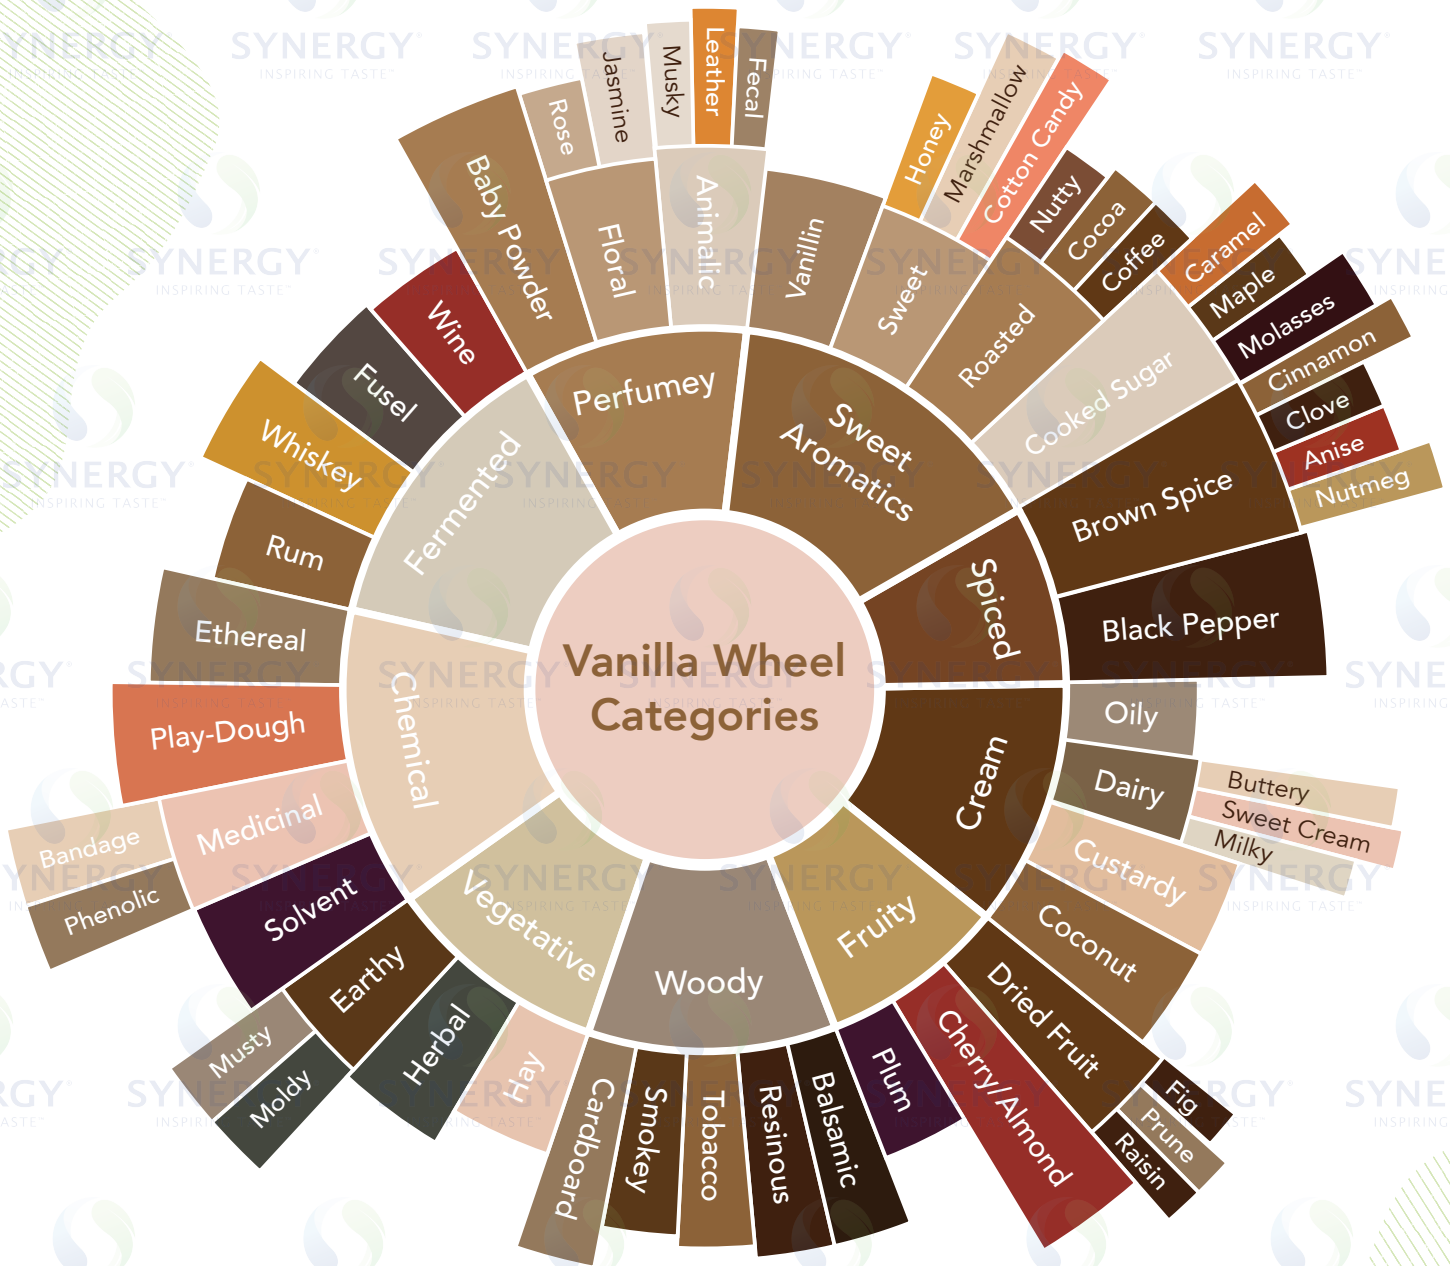 Vanilla Wheel
Categories
Perfumey
Baby Powder
Floral
Rose
Jasmine
Animalic
Musky
Leather
Fecal
Sweet
Aromatics
Vanillin
Sweet
Honey
Marshmallow
Cotton Candy
Roasted
Nutty
Cocoa
Coffee
Cooked Sugar
Caramel
Maple
Molasses
Spiced
Brown Spice
Cinnamon
Clove
Anise
Nutmeg
Black Pepper
Cream
Oily
Dairy
Buttery
Sweet Cream
Milky
Custardy
Coconut
Fruity
Dried Fruit
Fig
Prune
Raisin
Cherry/Almond
Plum
Woody
Balsamic
Resinous
Tobacco
Smokey
Cardboard
Vegetative
Hay
Herbal
Earthy
Moldy
Musty
Chemical
Solvent
Medicinal
Phenolic
Bandage
Play-Dough
Ethereal
Fermented
Rum
Whiskey
Fusel
Wine
SYNERGY
INSPIRING TASTE™